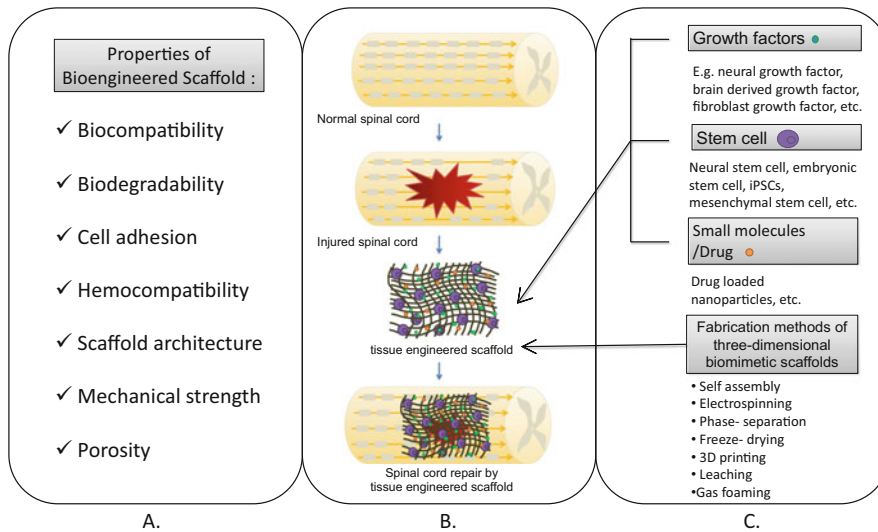 Properties of
Bioengineered Scaffold :
✓ Biocompatibility
✓ Biodegradability
✓ Cell adhesion
✓ Hemocompatibility
✓ Scaffold architecture
✓ Mechanical strength
✓ Porosity
A.
Normal spinal cord
Injured spinal cord
tissue engineered scaffold
Spinal cord repair by
tissue engineered scaffold
B.
Growth factors
E.g. neural growth factor,
brain derived growth factor,
fibroblast growth factor, etc.
Stem cell
Neural stem cell, embryonic
stem cell, iPSCs,
mesenchymal stem cell, etc.
Small molecules
/Drug
Drug loaded
nanoparticles, etc.
Fabrication methods of
three-dimensional
biomimetic scaffolds
• Self assembly
• Electrospinning
• Phase- separation
• Freeze- drying
• 3D printing
• Leaching
•Gas foaming
C.